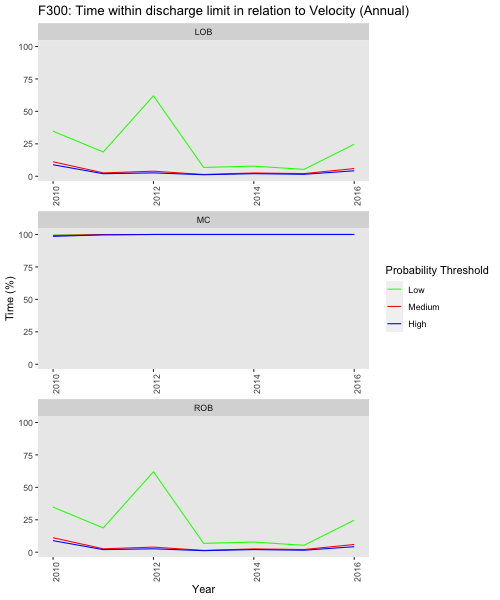 F300: Time within discharge limit in relation to Velocity (Annual)
LOB
100
75
50
25
0
2010
2012
2014
2016
MC
100
75
50
25
0
2010
2012
2014
2016
ROB
100
75
50
25
0
2010
2012
2014
2016
Time (%)
Year
Probability Threshold
Low
Medium
High